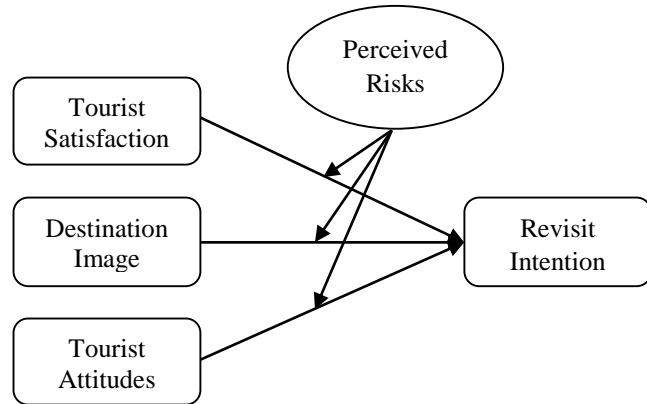 Perceived
Risks
Tourist
Satisfaction
Destination
Image
Revisit
Intention
Tourist
Attitudes